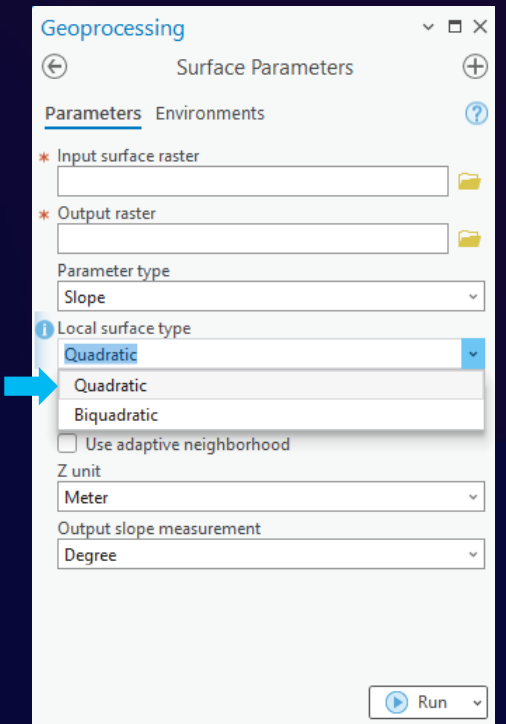 Geoprocessing
Surface Parameters
Parameters Environments
* Input surface raster
* Output raster
Parameter type
Slope
Local surface type
Quadratic
Quadratic
Biquadratic
Use adaptive neighborhood
Z unit
Meter
Output slope measurement
Degree
Run